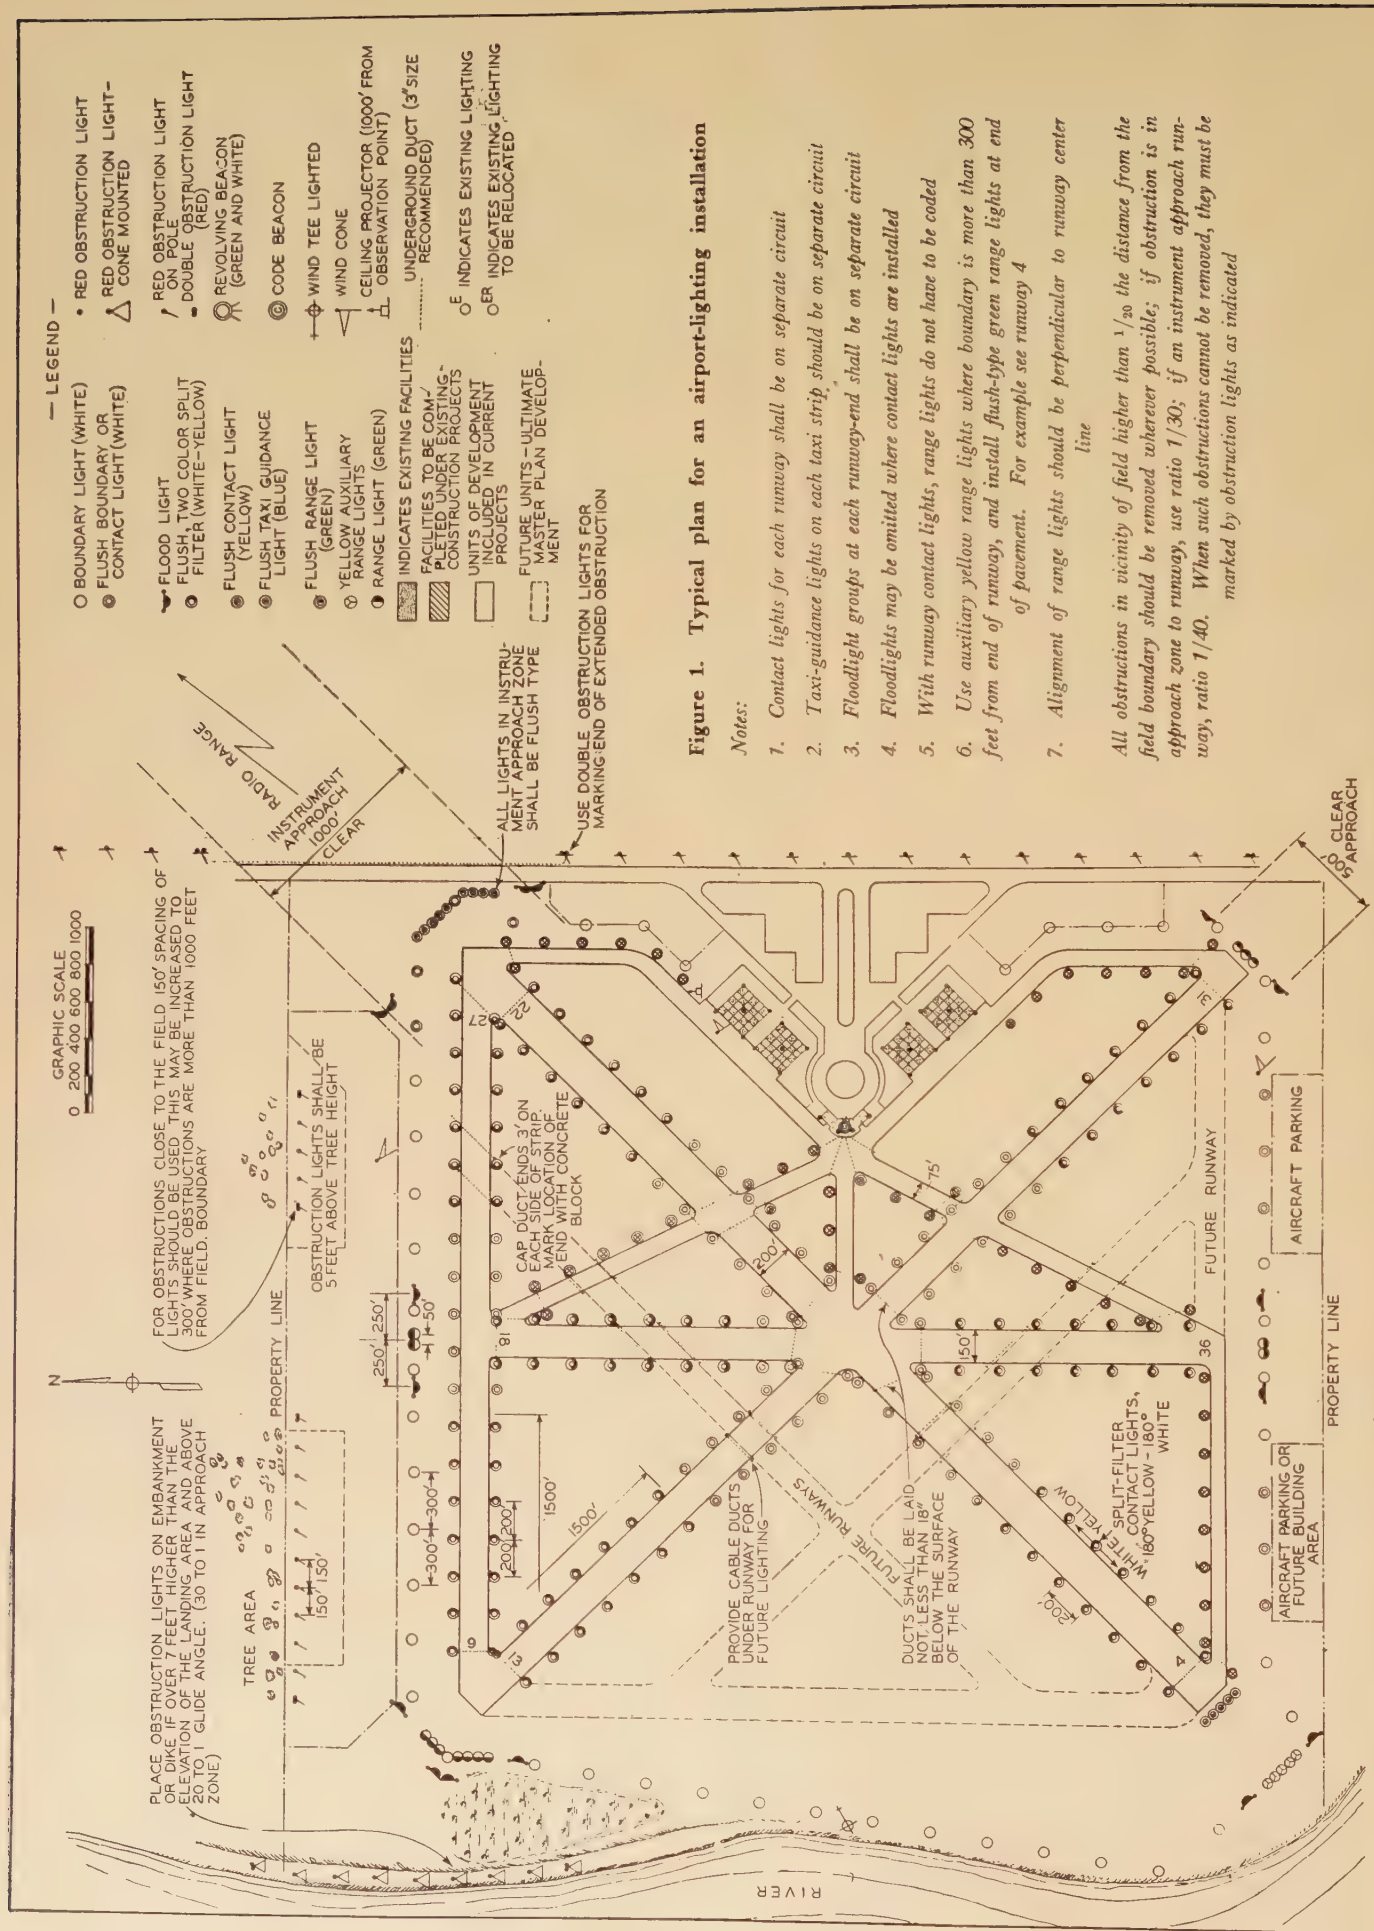 — LEGEND —
BOUNDARY LIGHT (WHITE)
FLUSH BOUNDARY OR
CONTACT LIGHT (WHITE)
FLOOD LIGHT
FLUSH, TWO COLOR SPLIT
FILTER (WHITE-YELLOW)
FLUSH CONTACT LIGHT
(YELLOW)
FLUSH TAXI GUIDANCE
LIGHT (BLUE)
FLUSH RANGE LIGHT
(GREEN)
YELLOW AUXILIARY
RANGE LIGHTS
RANGE LIGHT (GREEN)
INDICATES EXISTING FACILITIES
FACILITIES TO BE COM-
PLETED UNDER EXISTING
CONSTRUCTION PROJECTS
UNITS OF DEVELOPMENT
INCLUDED IN CURRENT
PROJECTS
FUTURE UNITS - ULTIMATE
MASTER PLAN DEVELOP-
MENT
RED OBSTRUCTION LIGHT
RED OBSTRUCTION LIGHT-
CONE MOUNTED
RED OBSTRUCTION LIGHT
ON POLE
DOUBLE OBSTRUCTION LIGHT
(RED)
REVOLVING BEACON
(GREEN AND WHITE)
C
CODE BEACON
WIND TEE LIGHTED
WIND CONE
CEILING PROJECTOR (1000' FROM
OBSERVATION POINT)
UNDERGROUND DUCT (3" SIZE
RECOMMENDED)
E INDICATES EXISTING LIGHTING
ER INDICATES EXISTING LIGHTING
TO BE RELOCATED
Figure 1. Typical plan for an airport-lighting installation
Notes:
1. Contact lights for each runway shall be on separate circuit
2. Taxi-guidance lights on each taxi strip should be on separate circuit
3. Floodlight groups at each runway-end shall be on separate circuit
4. Floodlights may be omitted where contact lights are installed
5. With runway contact lights, range lights do not have to be coded
6. Use auxiliary yellow range lights where boundary is more than 300
feet from end of runway, and install flush-type green range lights at end
of pavement. For example see runway 4
7. Alignment of range lights should be perpendicular to runway center
line
All obstructions in vicinity of field higher than 1/20 the distance from the
field boundary should be removed wherever possible; if obstruction is in
approach zone to runway, use ratio 1/30; if an instrument approach run-
way, ratio 1/40. When such obstructions cannot be removed, they must be
marked by obstruction lights as indicated
GRAPHIC SCALE
0 200 400 600 800 1000
FOR OBSTRUCTIONS CLOSE TO THE FIELD 150' SPACING OF
LIGHTS SHOULD BE USED THIS MAY BE INCREASED TO
300' WHERE OBSTRUCTIONS ARE MORE THAN 1000 FEET
FROM FIELD BOUNDARY
N
PLACE OBSTRUCTION LIGHTS ON EMBANKMENT
OR DIKE IF OVER 7 FEET HIGHER THAN THE
ELEVATION OF THE LANDING AREA AND ABOVE
20 TO 1 GLIDE ANGLE. (30 TO 1 IN APPROACH
ZONE)
TREE AREA
150' 150'
PROPERTY LINE
OBSTRUCTION LIGHTS SHALL BE
5 FEET ABOVE TREE HEIGHT
RADIO RANGE
INSTRUMENT
APPROACH
1000'
CLEAR
ALL LIGHTS IN INSTRU-
MENT APPROACH ZONE
SHALL BE FLUSH TYPE
USE DOUBLE OBSTRUCTION LIGHTS FOR
MARKING END OF EXTENDED OBSTRUCTION
250' 250'
50'
300' 300'
200' 200'
1500'
1500'
9
13
18
27
22
CAP DUCT ENDS 3' ON
EACH SIDE OF STRIP.
MARK LOCATION OF
END WITH CONCRETE
BLOCK
200'
75'
PROVIDE CABLE DUCTS
UNDER RUNWAY FOR
FUTURE LIGHTING
FUTURE RUNWAYS
DUCTS SHALL BE LAID
NOT LESS THAN 18"
BELOW THE SURFACE
OF THE RUNWAY
150'
YELLOW
WHITE
SPLIT-FILTER
CONTACT LIGHTS,
180° YELLOW - 180°
WHITE
200'
4
36
31
FUTURE RUNWAY
500' CLEAR
APPROACH
AIRCRAFT PARKING
AIRCRAFT PARKING OR
FUTURE BUILDING
AREA
PROPERTY LINE
RIVER